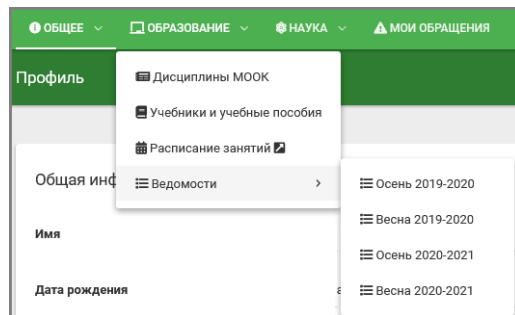 ОБЩЕЕ ОБРАЗОВАНИЕ НАУКА МОИ ОБРАЩЕНИЯ
Профиль
Дисциплины МООК
Учебники и учебные пособия
Расписание занятий
Общая инф
Ведомости
Осень 2019-2020
Весна 2019-2020
Имя
Осень 2020-2021
Дата рождения
Весна 2020-2021